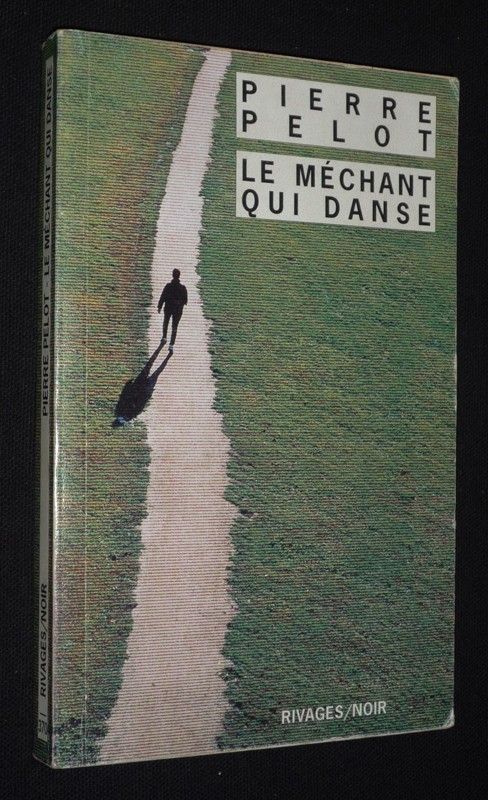 PIERRE
PELOT
LE MÉCHANT
QUI DANSE
RIVAGES/NOIR
PIERRE PELOT - LE MÉCHANT QUI DANSE
RIVAGES/NOIR